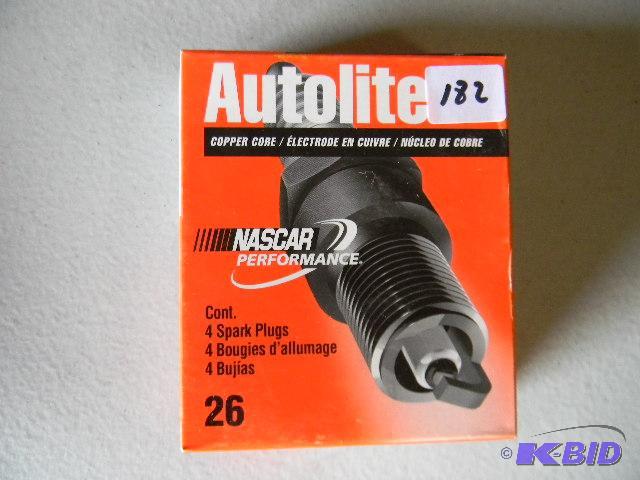 Autolite
182
COPPER CORE / ÉLECTRODE EN CUIVRE / NÚCLEO DE COBRE
NASCAR
PERFORMANCE.
Cont.
4 Spark Plugs
4 Bougies d'allumage
4 Bujías
26
© K-BID